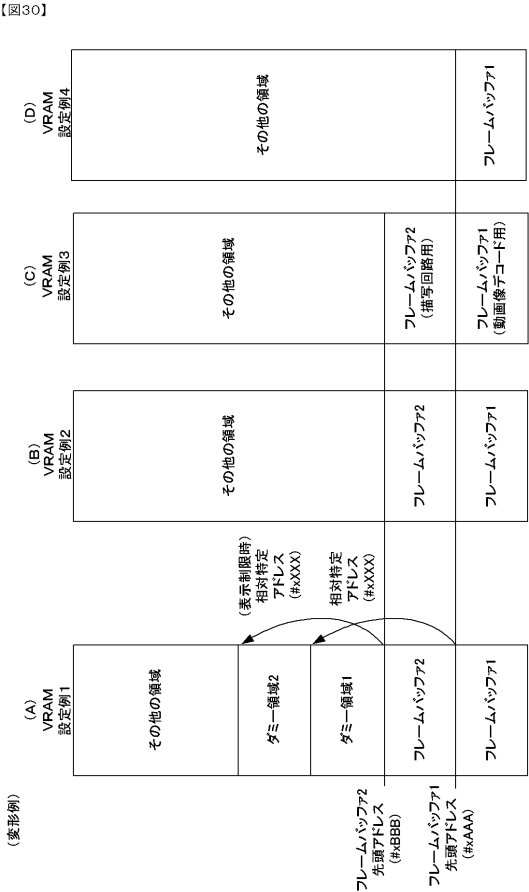 【図30】
(変形例)
(A)
VRAM
設定例1
その他の領域
ダミー領域2
ダミー領域1
フレームバッファ2
フレームバッファ1
フレームバッファ2
先頭アドレス
(#xBBB)
フレームバッファ1
先頭アドレス
(#xAAA)
(表示制限時)
相対特定
アドレス
(#xXXX)
相対特定
アドレス
(#xXXX)
(B)
VRAM
設定例2
その他の領域
フレームバッファ2
フレームバッファ1
(C)
VRAM
設定例3
その他の領域
フレームバッファ2
(描写回路用)
フレームバッファ1
(動画像デコード用)
(D)
VRAM
設定例4
その他の領域
フレームバッファ1